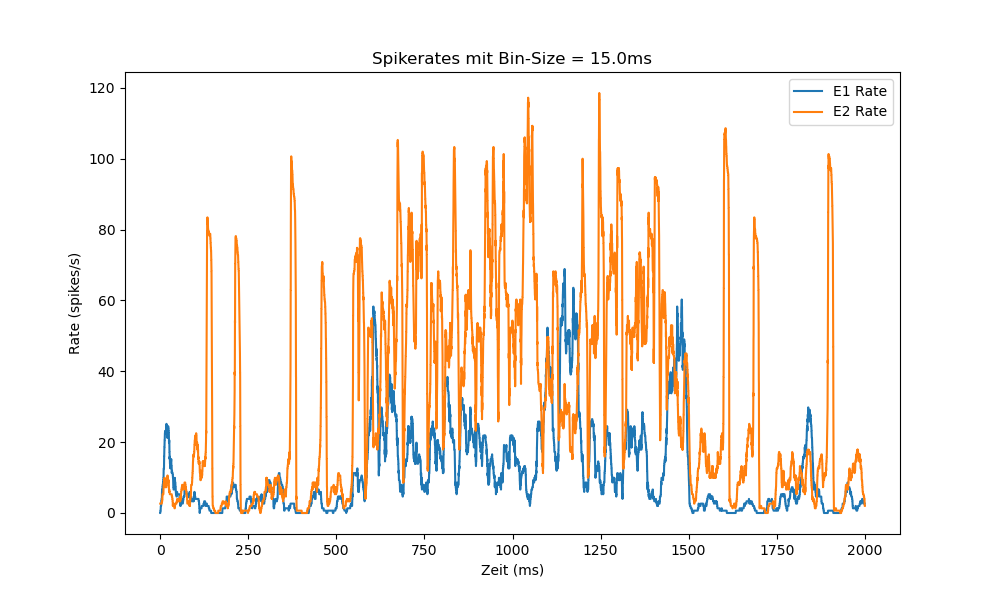 Spikerates mit Bin-Size = 15.0ms
E1 Rate
E2 Rate
120
100
80
60
40
20
0
Rate (spikes/s)
0 250 500 750 1000 1250 1500 1750 2000
Zeit (ms)